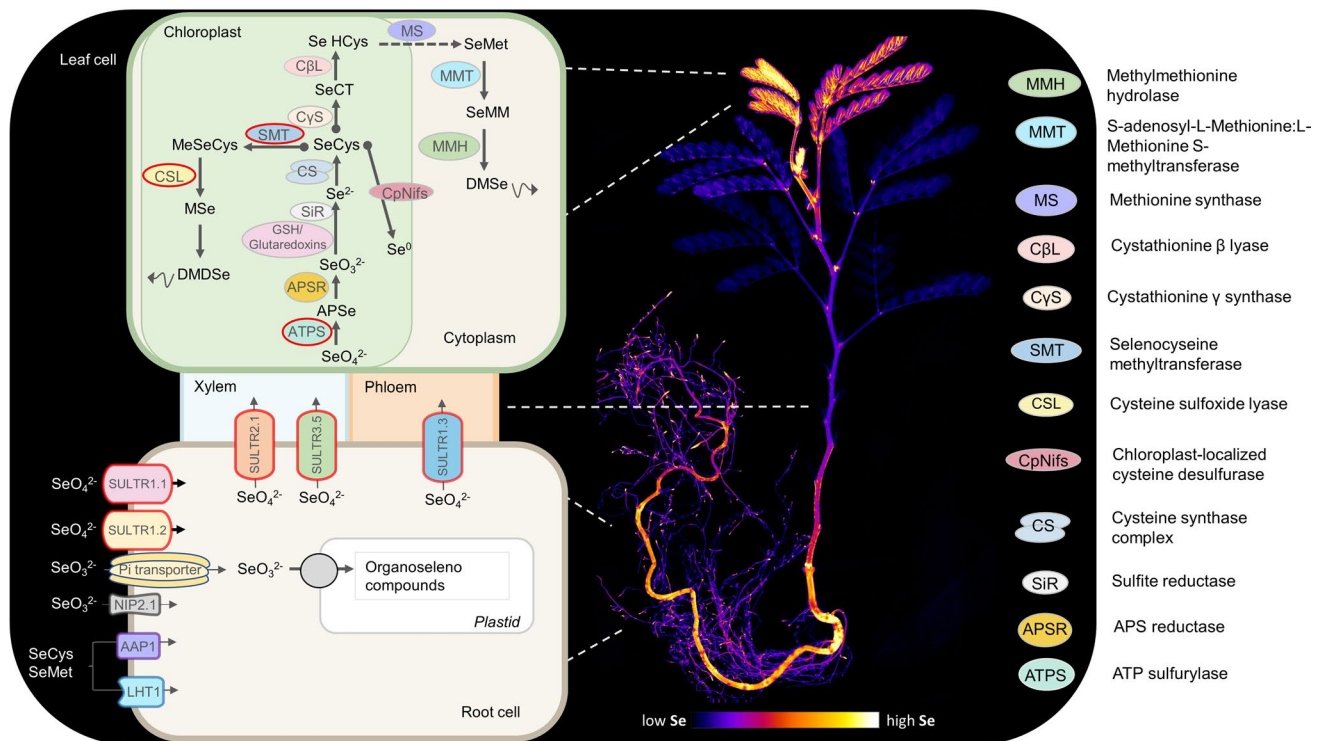 Leaf cell
Chloroplast
Se HCys
MS
SeMet
CβL
MMT
SeCT
SeMM
CγS
SMT
MeSeCys
SeCys
MMH
CSL
CS
DMSe
Se2-
CpNifs
MSe
SiR
GSH/
Glutaredoxins
Se0
SeO₃²⁻
DMDSe
APSR
APSe
ATPS
Cytoplasm
SeO₄²⁻
Xylem
Phloem
SULTR2.1
SULTR3.5
SULTR1.3
SeO₄²⁻
SULTR1.1
SeO₄²⁻
SeO₄²⁻
SeO₄²⁻
SeO₄²⁻
SULTR1.2
SeO₃²⁻
Pi transporter
SeO₃²⁻
Organoseleno
compounds
Plastid
SeO₃²⁻
NIP2.1
SeCys
SeMet
AAP1
LHT1
Root cell
low Se
high Se
MMH
Methylmethionine
hydrolase
MMT
S-adenosyl-L-Methionine:L-
Methionine S-
methyltransferase
MS
Methionine synthase
CβL
Cystathionine β lyase
CγS
Cystathionine γ synthase
SMT
Selenocyseine
methyltransferase
CSL
Cysteine sulfoxide lyase
CpNifs
Chloroplast-localized
cysteine desulfurase
CS
Cysteine synthase
complex
SiR
Sulfite reductase
APSR
APS reductase
ATPS
ATP sulfurylase